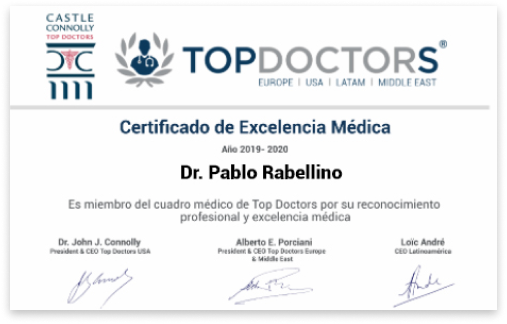 CASTLE
CONNOLLY
TOP DOCTORS
TOPDOCTORS®
EUROPE | USA | LATAM | MIDDLE EAST
Certificado de Excelencia Médica
Año 2019- 2020
Dr. Pablo Rabellino
Es miembro del cuadro médico de Top Doctors por su reconocimiento
profesional y excelencia médica
Dr. John J. Connolly
President & CEO Top Doctors USA
Alberto E. Porciani
President & CEO Top Doctors Europe
& Middle East
Loïc André
CEO Latinoamérica